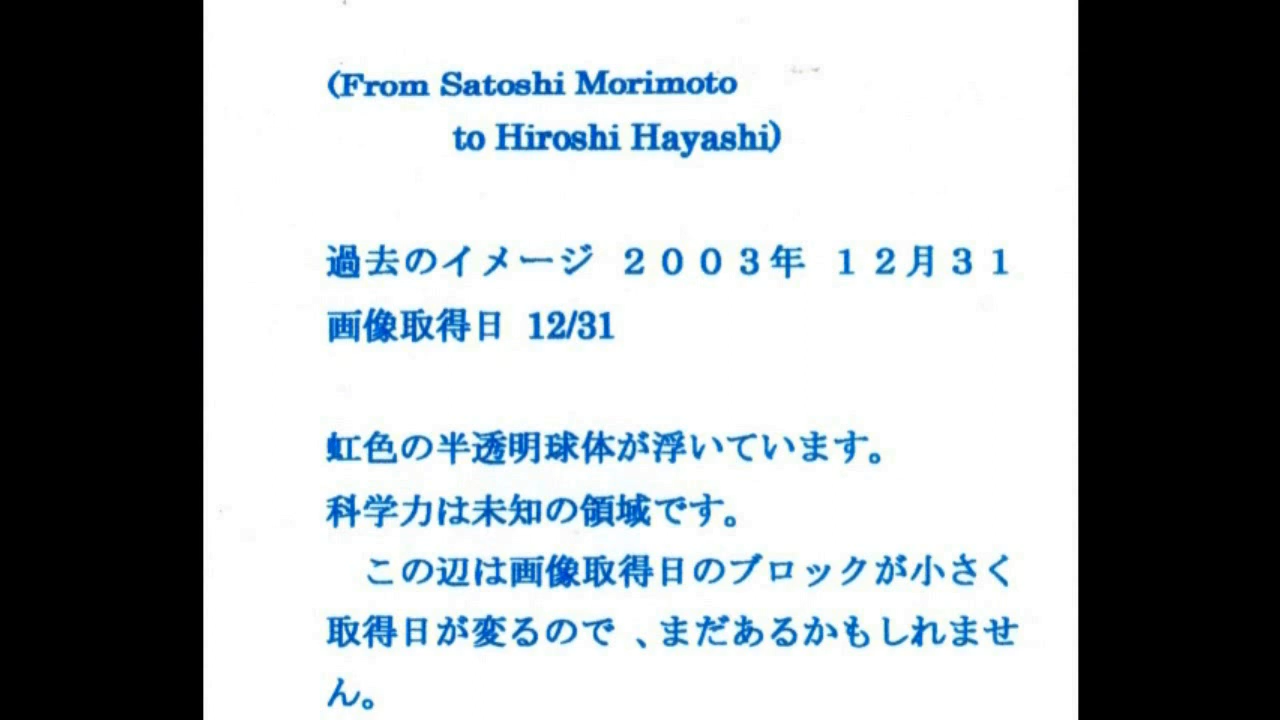 (From Satoshi Morimoto
to Hiroshi Hayashi)
過去のイメージ ２００３年 １２月３１
画像取得日 12/31
虹色の半透明球体が浮いています。
科学力は未知の領域です。
この辺は画像取得日のブロックが小さく
取得日が変るので、まだあるかもしれませ
ん。